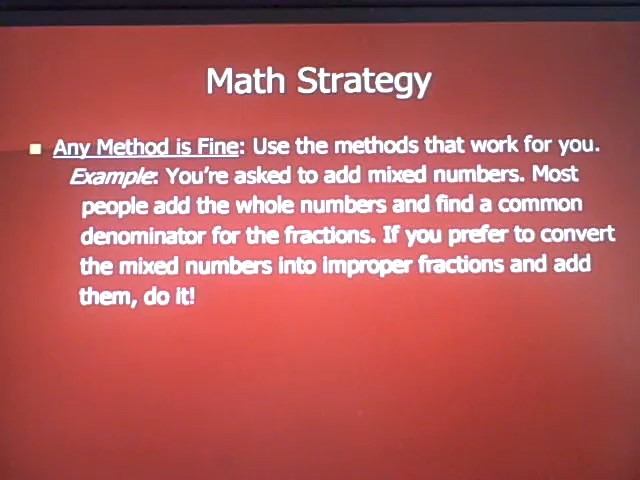 Math Strategy
Any Method is Fine: Use the methods that work for you.
Example: You're asked to add mixed numbers. Most
people add the whole numbers and find a common
denominator for the fractions. If you prefer to convert
the mixed numbers into improper fractions and add
them, do it!